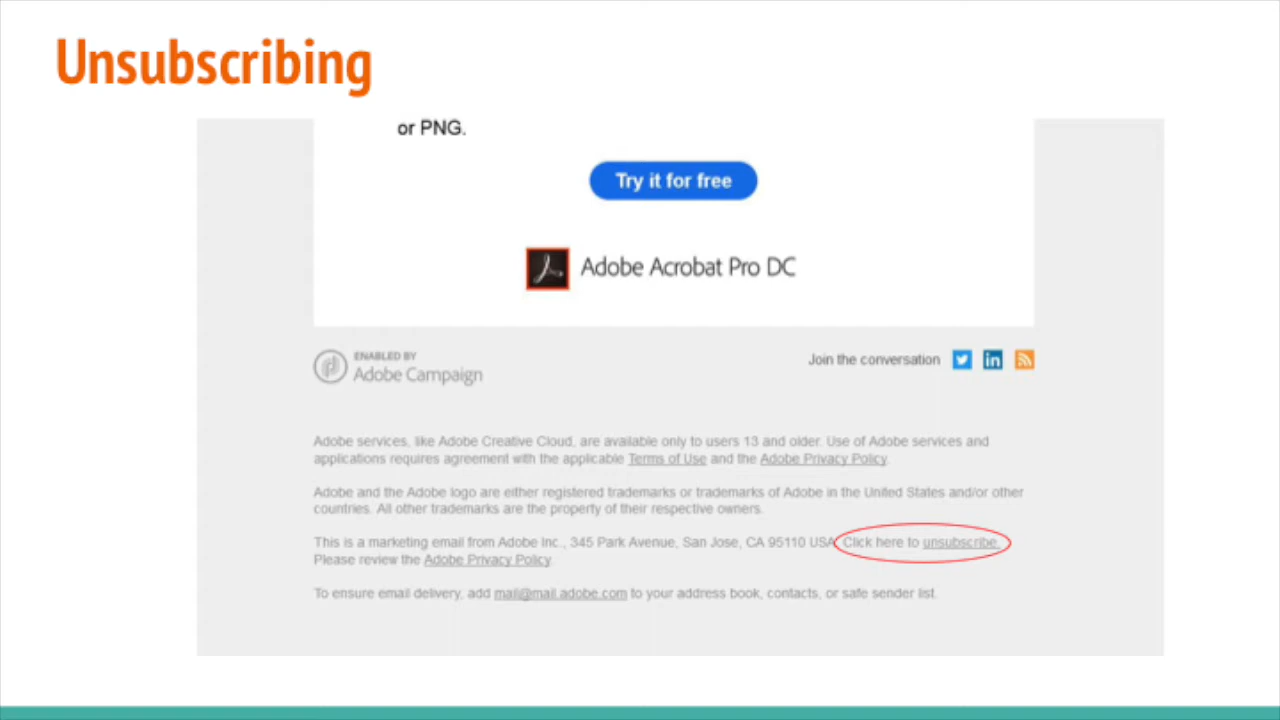 Unsubscribing
or PNG.
Try it for free
Adobe Acrobat Pro DC
ENABLED BY
Adobe Campaign
Join the conversation
in
Adobe services, like Adobe Creative Cloud, are available only to users 13 and older. Use of Adobe services and
applications requires agreement with the applicable Terms of Use and the Adobe Privacy Policy.
Adobe and the Adobe logo are either registered trademarks or trademarks of Adobe in the United States and/or other
countries. All other trademarks are the property of their respective owners.
This is a marketing email from Adobe Inc., 345 Park Avenue, San Jose, CA 95110 USA. Click here to unsubscribe.
Please review the Adobe Privacy Policy.
To ensure email delivery, add mail@mail.adobe.com to your address book, contacts, or safe sender list.